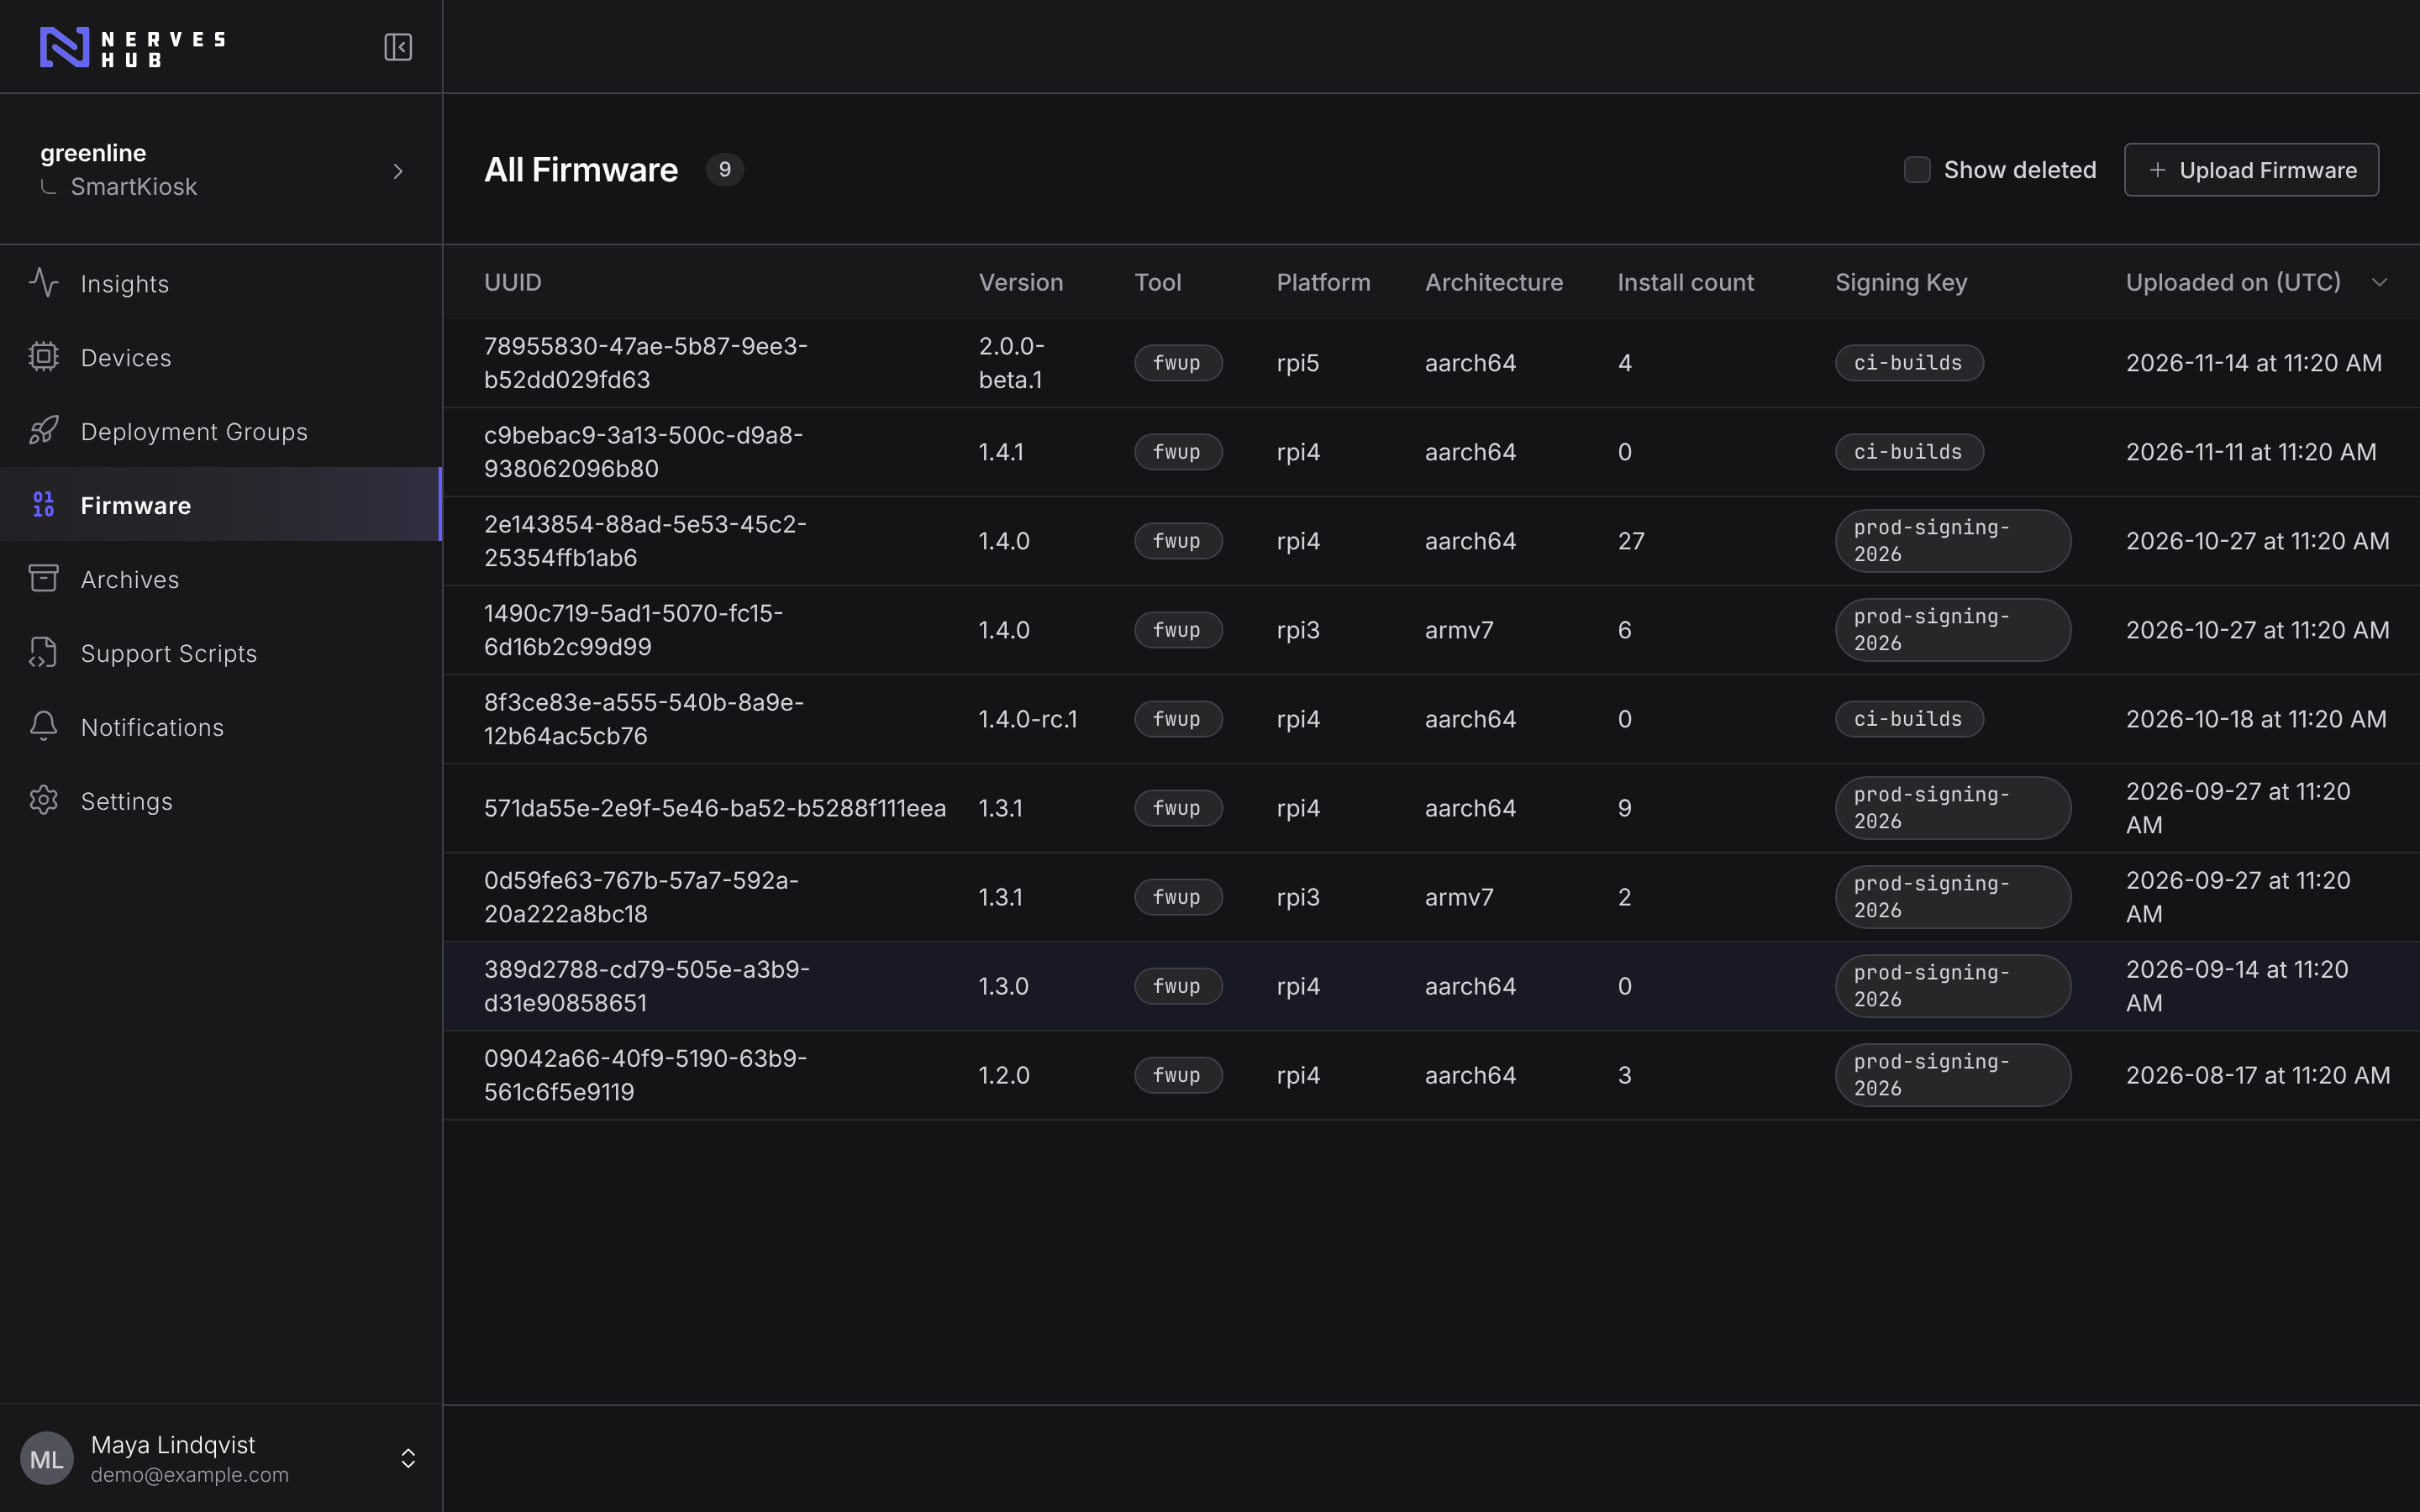 NERVES
HUB
greenline
SmartKiosk
Insights
Devices
Deployment Groups
Firmware
Archives
Support Scripts
Notifications
Settings
ML
Maya Lindqvist
demo@example.com
All Firmware 9
Show deleted
+ Upload Firmware
UUID Version Tool Platform Architecture Install count Signing Key Uploaded on (UTC)
78955830-47ae-5b87-9ee3-
b52dd029fd63
2.0.0-
beta.1
fwup rpi5 aarch64 4 ci-builds 2026-11-14 at 11:20 AM
c9bebac9-3a13-500c-d9a8-
938062096b80
1.4.1 fwup rpi4 aarch64 0 ci-builds 2026-11-11 at 11:20 AM
2e143854-88ad-5e53-45c2-
25354ffb1ab6
1.4.0 fwup rpi4 aarch64 27
prod-signing-
2026
2026-10-27 at 11:20 AM
1490c719-5ad1-5070-fc15-
6d16b2c99d99
1.4.0 fwup rpi3 armv7 6
prod-signing-
2026
2026-10-27 at 11:20 AM
8f3ce83e-a555-540b-8a9e-
12b64ac5cb76
1.4.0-rc.1 fwup rpi4 aarch64 0 ci-builds 2026-10-18 at 11:20 AM
571da55e-2e9f-5e46-ba52-b5288f111eea 1.3.1 fwup rpi4 aarch64 9
prod-signing-
2026
2026-09-27 at 11:20
AM
0d59fe63-767b-57a7-592a-
20a222a8bc18
1.3.1 fwup rpi3 armv7 2
prod-signing-
2026
2026-09-27 at 11:20
AM
389d2788-cd79-505e-a3b9-
d31e90858651
1.3.0 fwup rpi4 aarch64 0
prod-signing-
2026
2026-09-14 at 11:20
AM
09042a66-40f9-5190-63b9-
561c6f5e9119
1.2.0 fwup rpi4 aarch64 3
prod-signing-
2026
2026-08-17 at 11:20 AM